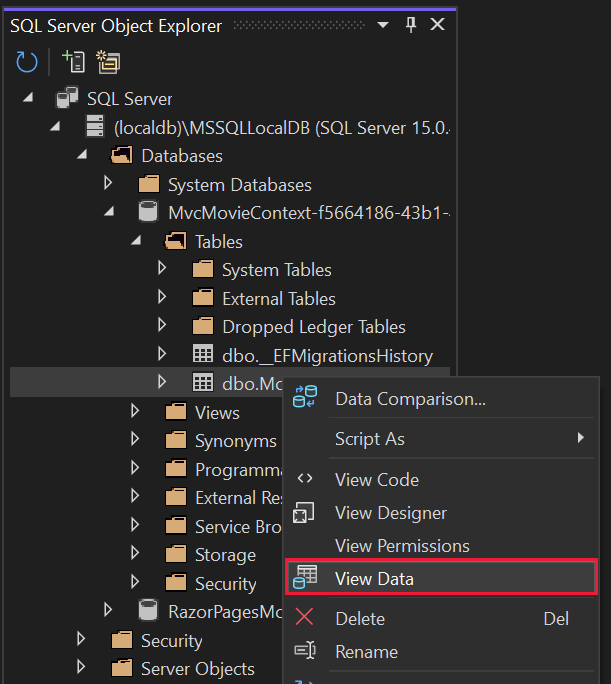 SQL Server Object Explorer
SQL Server
(localdb)\MSSQLLocalDB (SQL Server 15.0.
Databases
System Databases
MvcMovieContext-f5664186-43b1-
Tables
System Tables
External Tables
Dropped Ledger Tables
dbo.__EFMigrationsHistory
dbo.Mo
Views
Synonyms
Programma
External Re
Service Bro
Storage
Security
RazorPagesMo
Security
Server Objects
Data Comparison...
Script As
View Code
View Designer
View Permissions
View Data
Delete Del
Rename